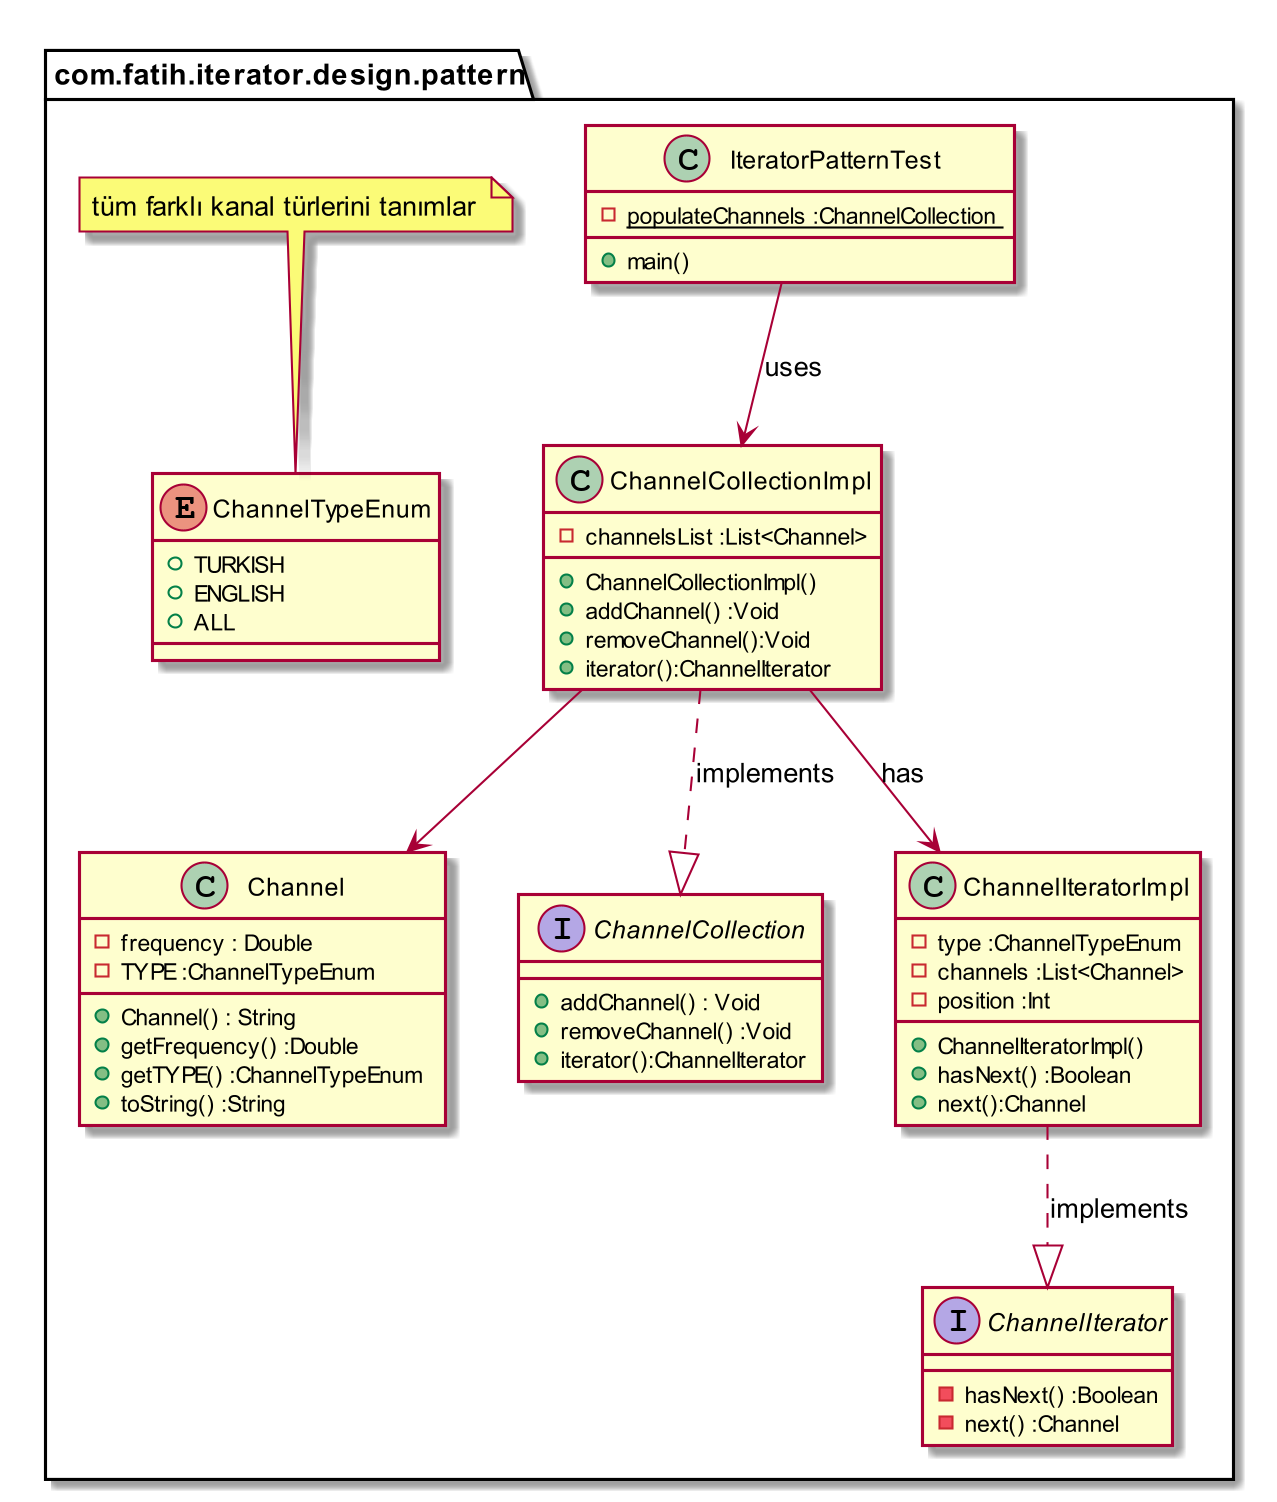 com.fatih.iterator.design.pattern
C IteratorPatternTest
populateChannels :ChannelCollection
main()
tüm farklı kanal türlerini tanımlar
uses
E ChannelTypeEnum
TURKISH
ENGLISH
ALL
C ChannelCollectionImpl
channelsList :List<Channel>
ChannelCollectionImpl()
addChannel() :Void
removeChannel():Void
iterator():ChannelIterator
implements
has
C Channel
frequency : Double
TYPE :ChannelTypeEnum
Channel() : String
getFrequency() :Double
getTYPE() :ChannelTypeEnum
toString() :String
I ChannelCollection
addChannel() : Void
removeChannel() :Void
iterator():ChannelIterator
C ChannelIteratorImpl
type :ChannelTypeEnum
channels :List<Channel>
position :Int
ChannelIteratorImpl()
hasNext() :Boolean
next():Channel
implements
I ChannelIterator
hasNext() :Boolean
next() :Channel